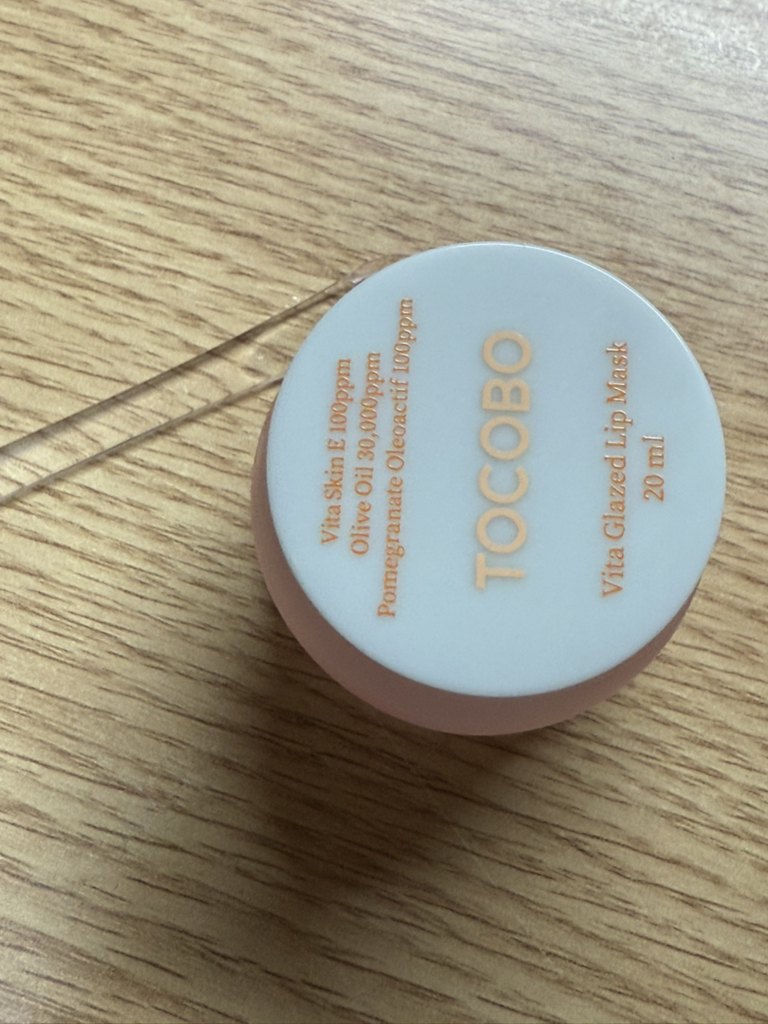 Vita Skin E 100ppm
Olive Oil 30,000ppm
Pomegranate Oleoactif 100ppm
TOCOBO
Vita Glazed Lip Mask
20 ml